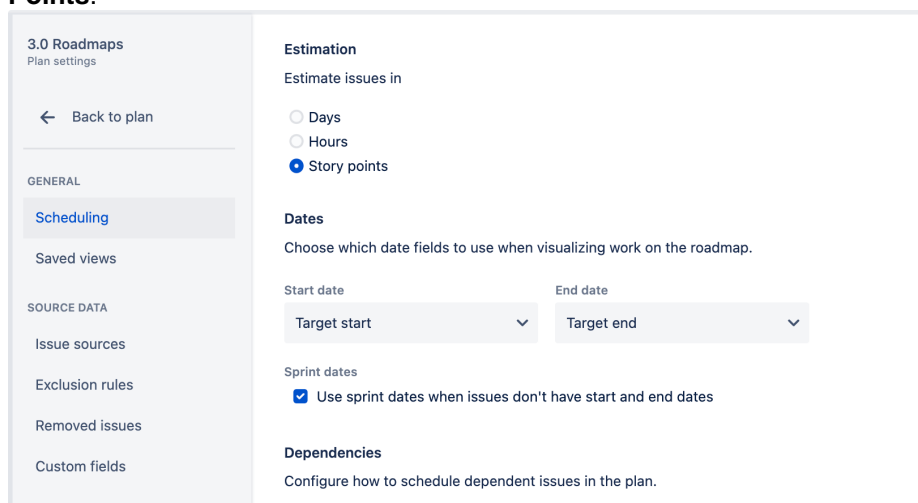 Points.
3.0 Roadmaps
Plan settings
Back to plan
GENERAL
Scheduling
Saved views
SOURCE DATA
Issue sources
Exclusion rules
Removed issues
Custom fields
Estimation
Estimate issues in
Days
Hours
Story points
Dates
Choose which date fields to use when visualizing work on the roadmap.
Start date
End date
Target start
Target end
Sprint dates
Use sprint dates when issues don't have start and end dates
Dependencies
Configure how to schedule dependent issues in the plan.